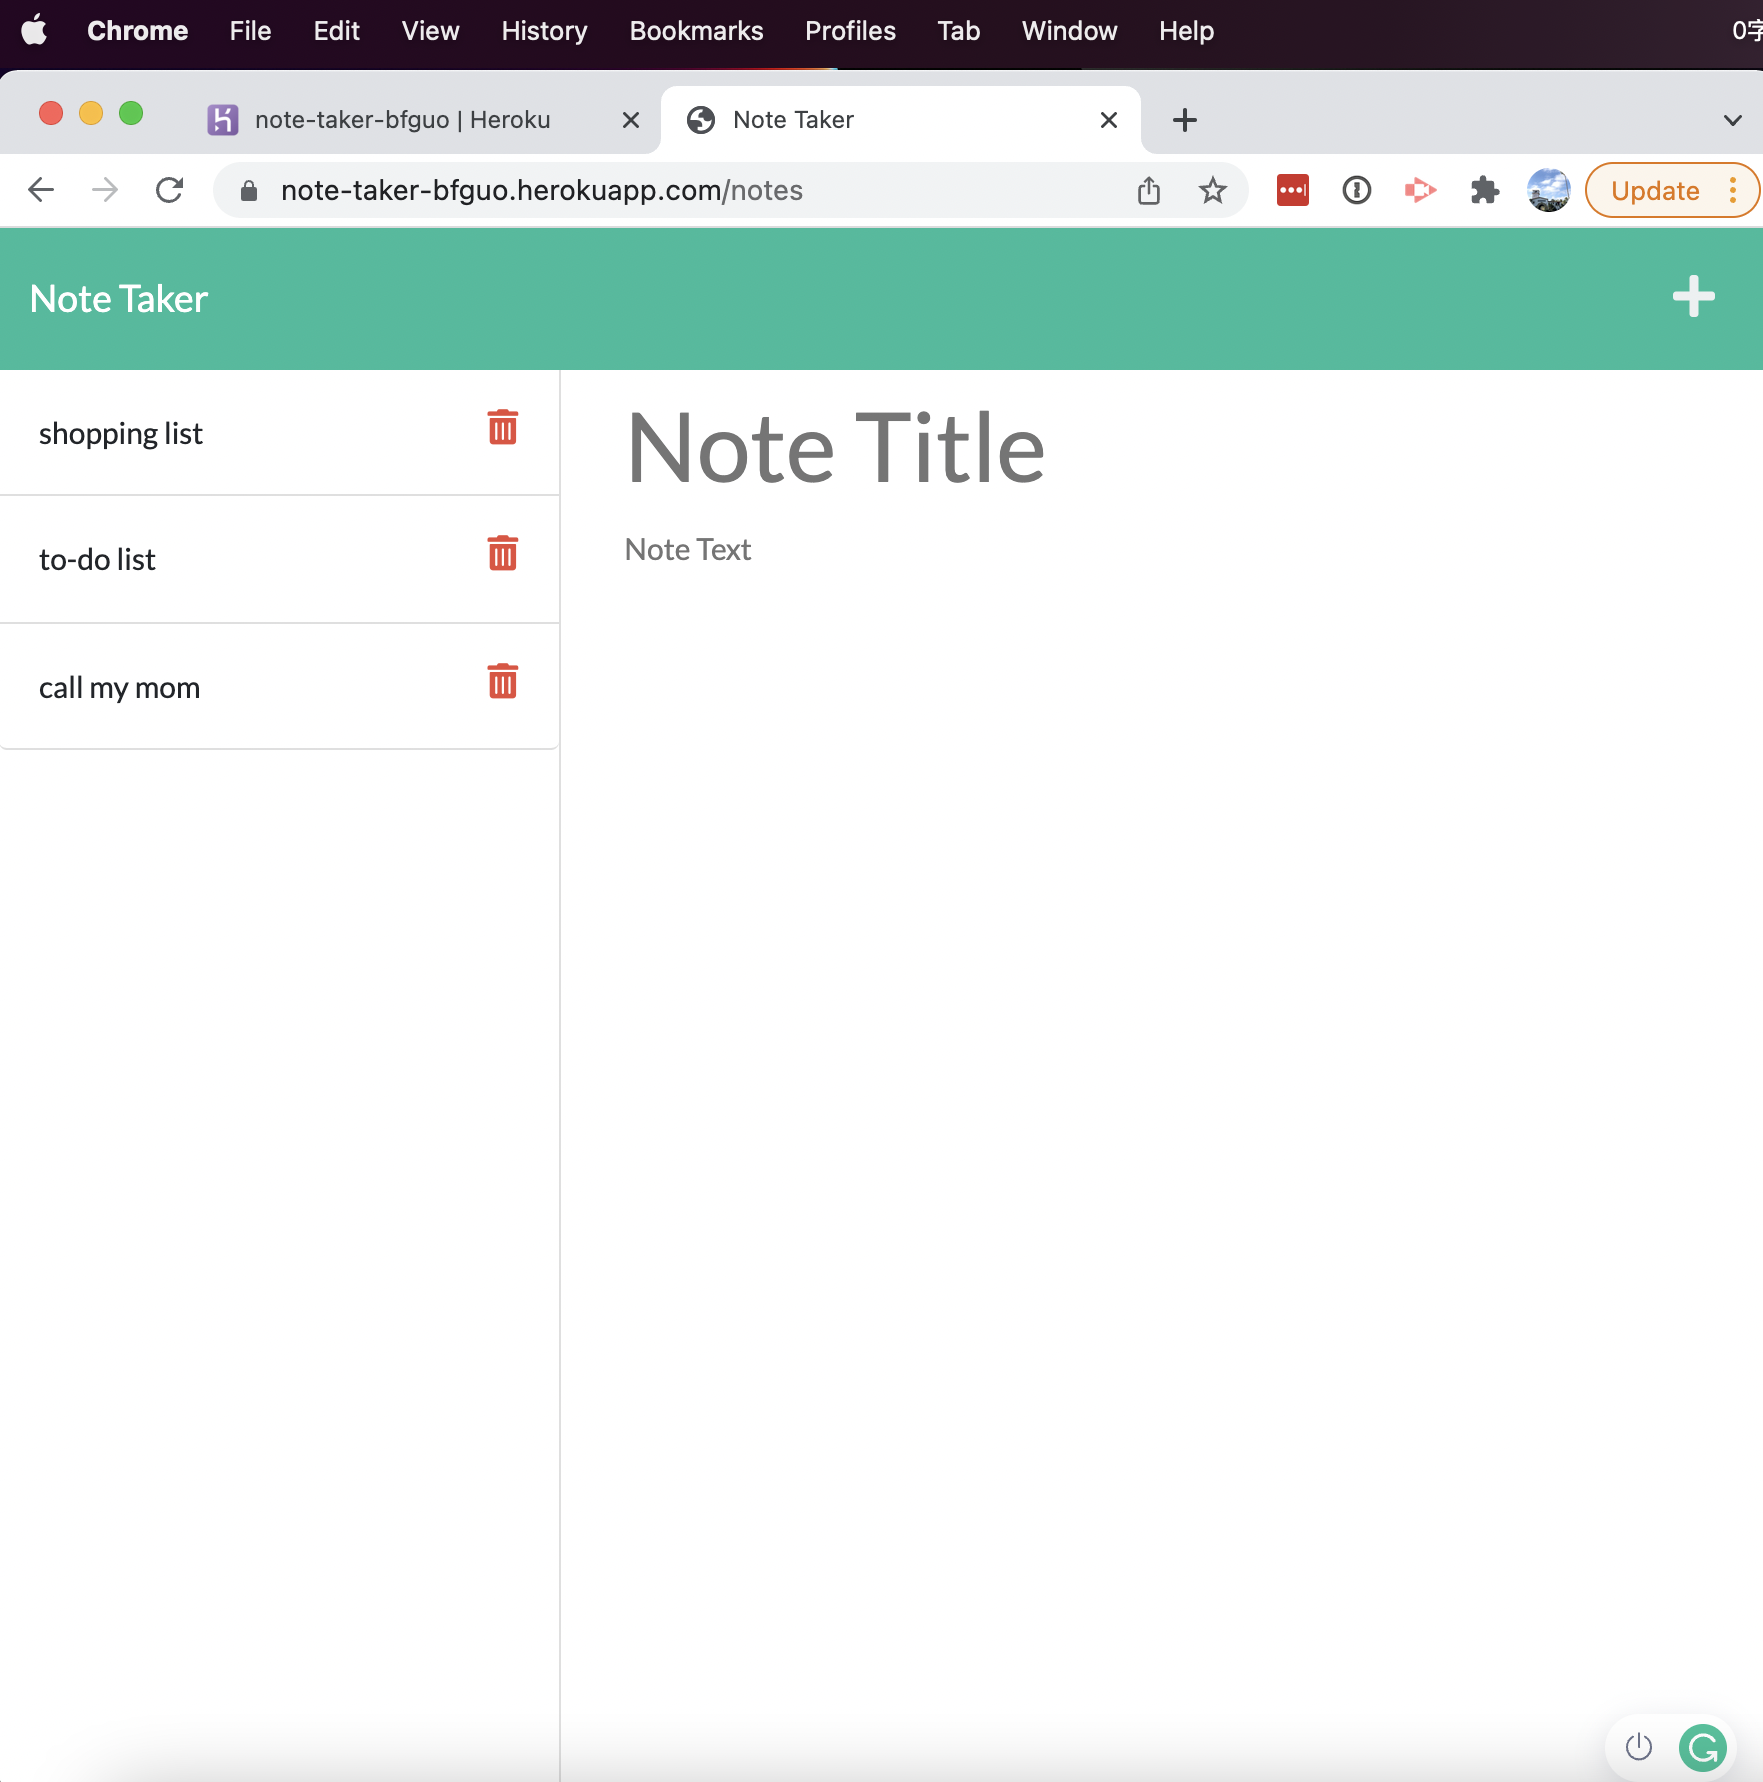 Chrome File Edit View History Bookmarks Profiles Tab Window Help 0字
note-taker-bfguo | Heroku Note Taker
note-taker-bfguo.herokuapp.com/notes Update
Note Taker
shopping list
to-do list
call my mom
Note Title
Note Text